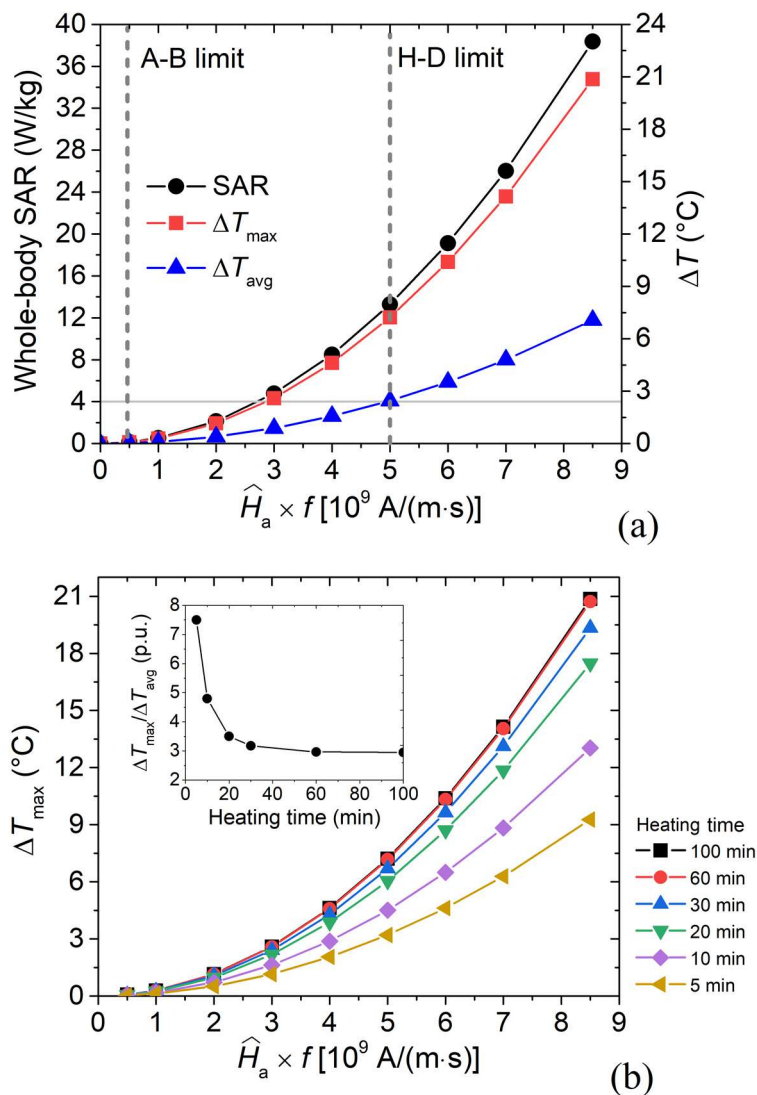 40
36
32
28
24
20
16
12
8
4
0
Whole-body SAR (W/kg)
A-B limit
H-D limit
SAR
ΔTmax
ΔTavg
24
21
18
15
12
9
6
3
0
ΔT (°C)
0 1 2 3 4 5 6 7 8 9
Ĥa × f [10⁹ A/(m·s)]
(a)
21
18
15
12
9
6
3
0
ΔTmax (°C)
8
7
6
5
4
3
2
ΔTmax/ΔTavg (p.u.)
0 20 40 60 80 100
Heating time (min)
Heating time
100 min
60 min
30 min
20 min
10 min
5 min
0 1 2 3 4 5 6 7 8 9
Ĥa × f [10⁹ A/(m·s)]
(b)